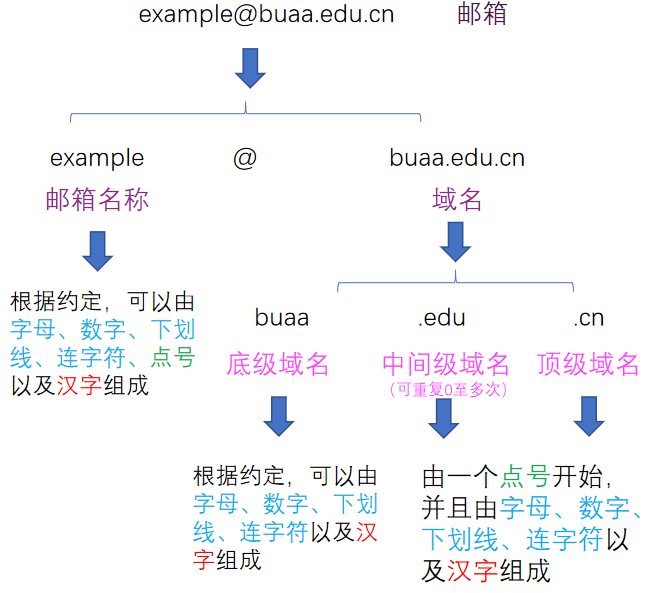 example@buaa.edu.cn 邮箱
example @ buaa.edu.cn
邮箱名称 域名
根据约定，可以由
字母、数字、下划
线、连字符、点号
以及汉字组成
buaa .edu .cn
底级域名 中间级域名 顶级域名
（可重复0至多次）
根据约定，可以由
字母、数字、下划
线、连字符以及汉
字组成
由一个点号开始，
并且由字母、数字、
下划线、连字符以
及汉字组成